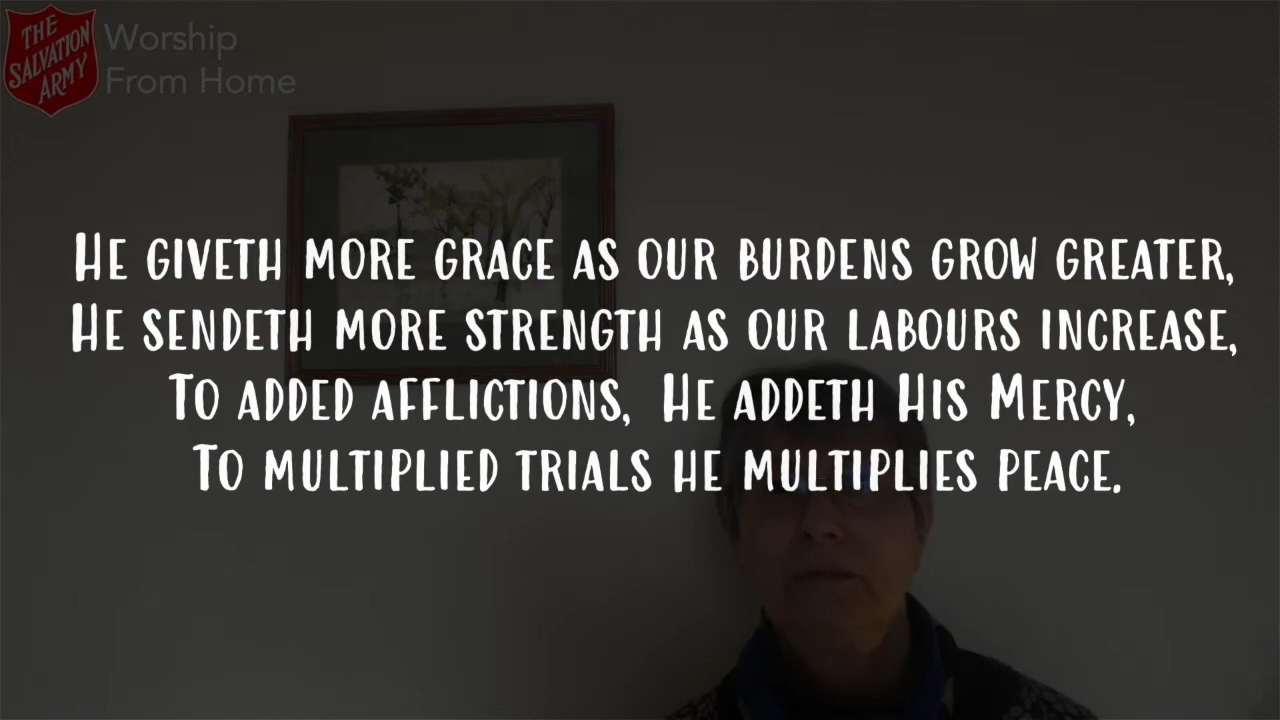 THE
SALVATION
ARMY
Worship
From Home
HE GIVETH MORE GRACE AS OUR BURDENS GROW GREATER,
HE SENDETH MORE STRENGTH AS OUR LABOURS INCREASE,
TO ADDED AFFLICTIONS, HE ADDETH HIS MERCY,
TO MULTIPLIED TRIALS HE MULTIPLIES PEACE.